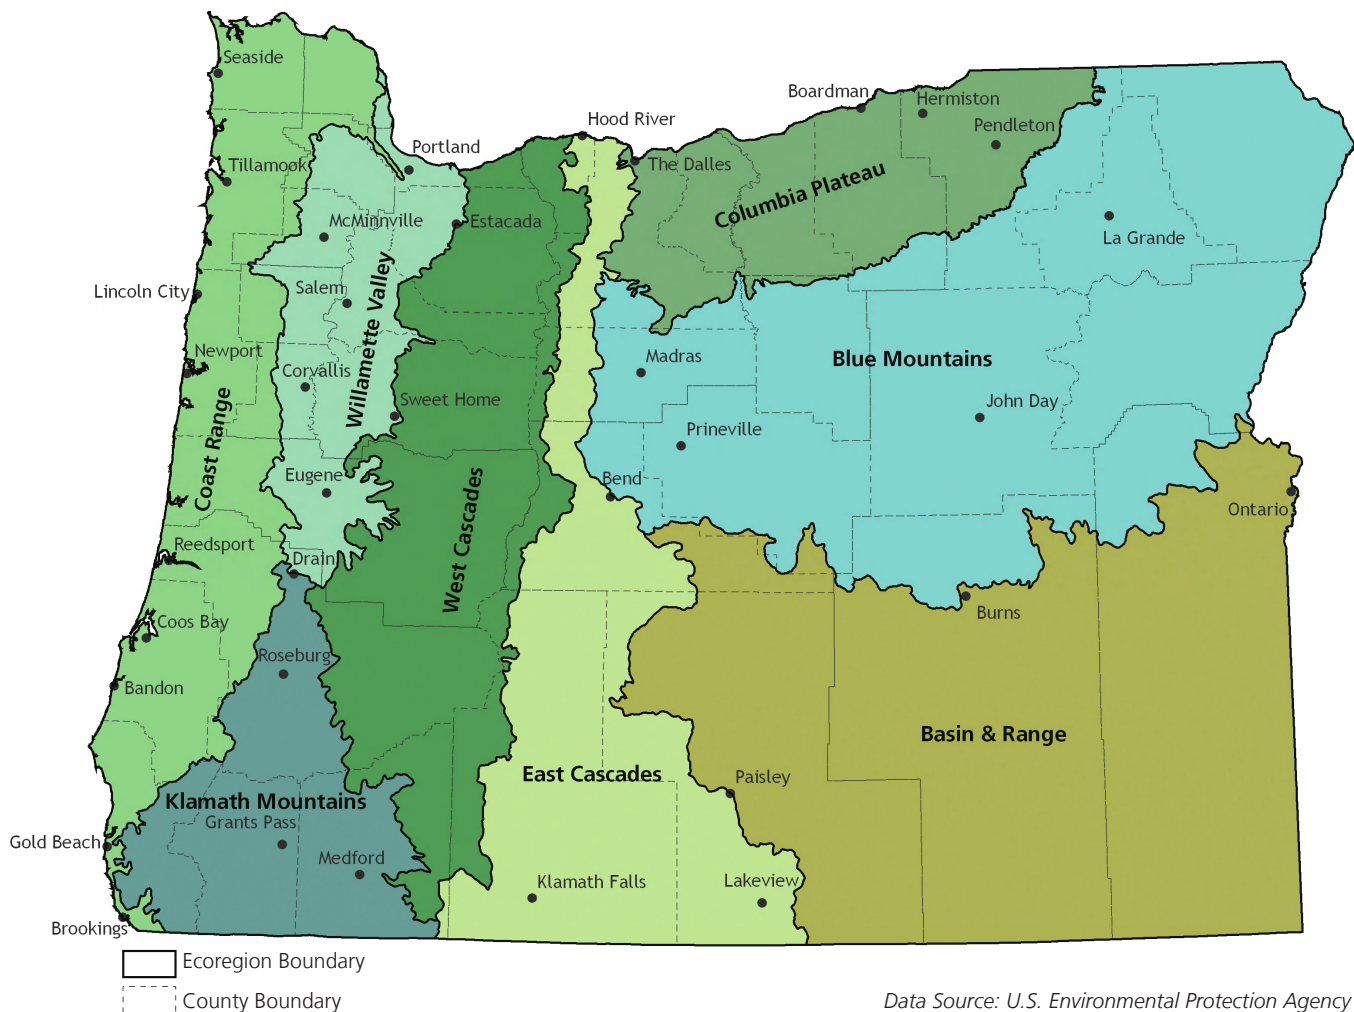 Seaside
Boardman
Hermiston
Hood River
Pendleton
Portland
Tillamook
The Dalles
Columbia Plateau
McMinnville
Estacada
La Grande
Lincoln City
Salem
Willamette Valley
Newport
Madras
Blue Mountains
Corvallis
Sweet Home
John Day
Coast Range
Prineville
Eugene
Bend
West Cascades
Ontario
Reedsport
Drain
Coos Bay
Burns
Roseburg
Bandon
Basin & Range
East Cascades
Paisley
Klamath Mountains
Grants Pass
Gold Beach
Medford
Klamath Falls
Lakeview
Brookings
Ecoregion Boundary
County Boundary
Data Source: U.S. Environmental Protection Agency